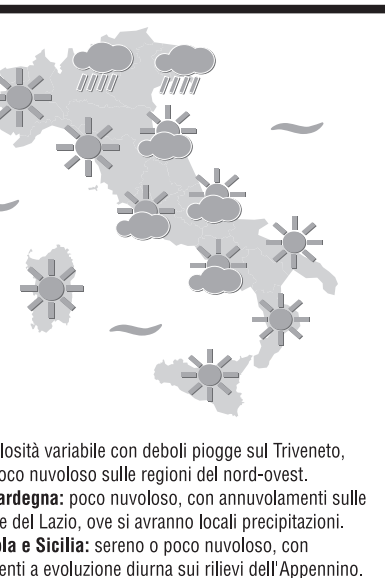 losità variabile con deboli piogge sul Triveneto,
oco nuvoloso sulle regioni del nord-ovest.
ardegna: poco nuvoloso, con annuvolamenti sulle
e del Lazio, ove si avranno locali precipitazioni.
ola e Sicilia: sereno o poco nuvoloso, con
enti a evoluzione diurna sui rilievi dell'Appennino.